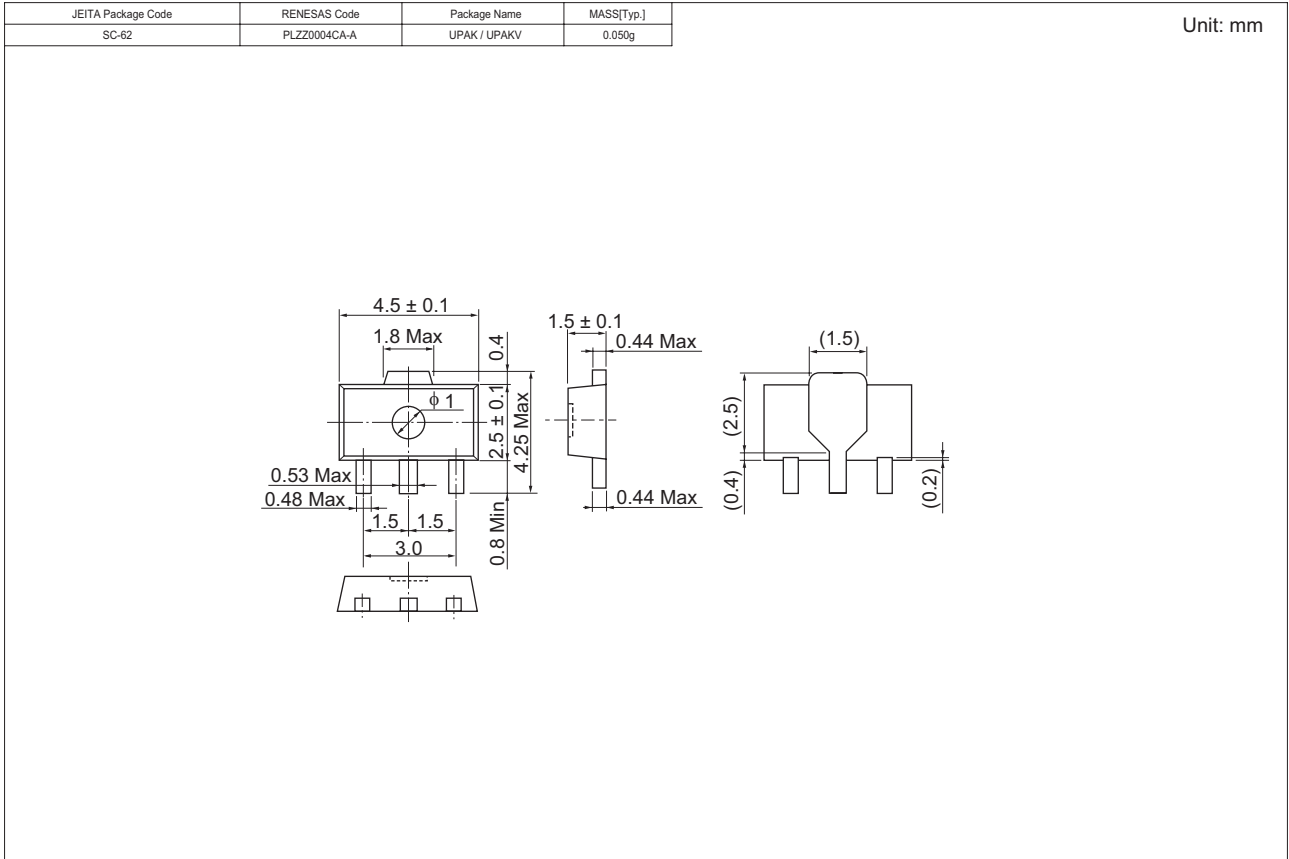 JEITA Package Code RENESAS Code Package Name MASS[Typ.]
SC-62 PLZZ0004CA-A UPAK / UPAKV 0.050g
Unit: mm
4.5 ± 0.1
1.8 Max
0.4
ϕ 1
2.5 ± 0.1
4.25 Max
0.53 Max
0.48 Max
1.5 1.5
3.0
0.8 Min
1.5 ± 0.1
0.44 Max
0.44 Max
(1.5)
(2.5)
(0.4)
(0.2)